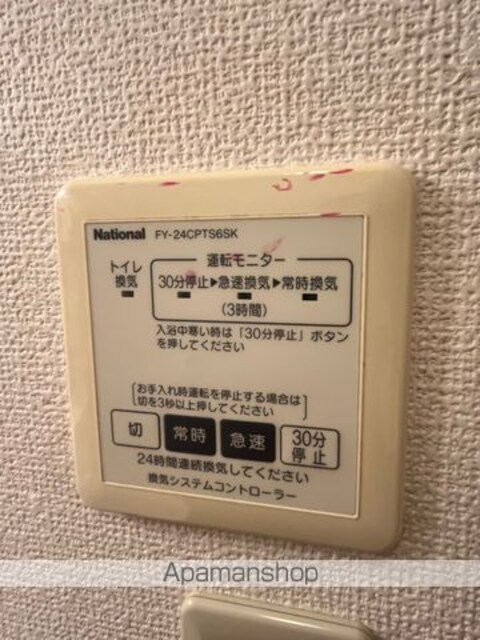 National FY-24CPTS6SK
トイレ換気
運転モニター
30分停止▶急速換気▶常時換気
(3時間)
入浴中寒い時は「30分停止」ボタン
を押してください
お手入れ時運転を停止する場合は
切を3秒以上押してください
切 常時 急速 30分停止
24時間連続換気してください
換気システムコントローラー
Apamanshop